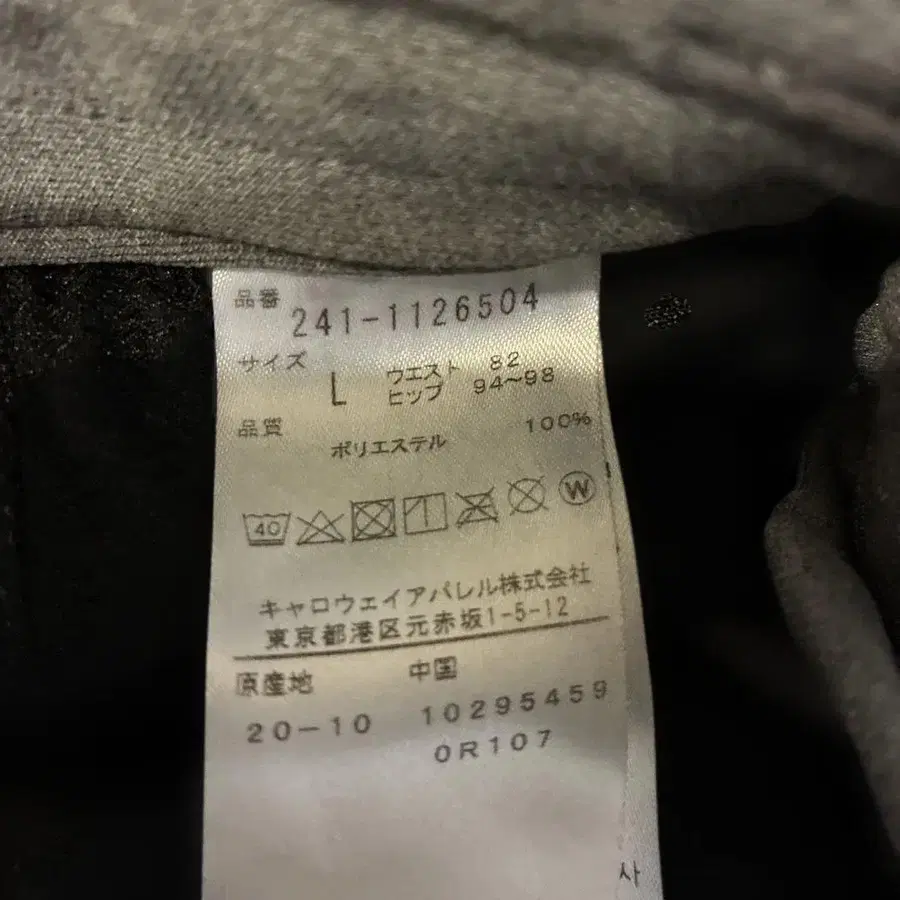 品番 241-1126504
サイズ L ウエスト 82
ヒップ 94~98
品質 ポリエステル 100%
40 W
キャロウェイアパレル株式会社
東京都港区元赤坂1-5-12
原産地 中国
20-10 10295459
0R107
사